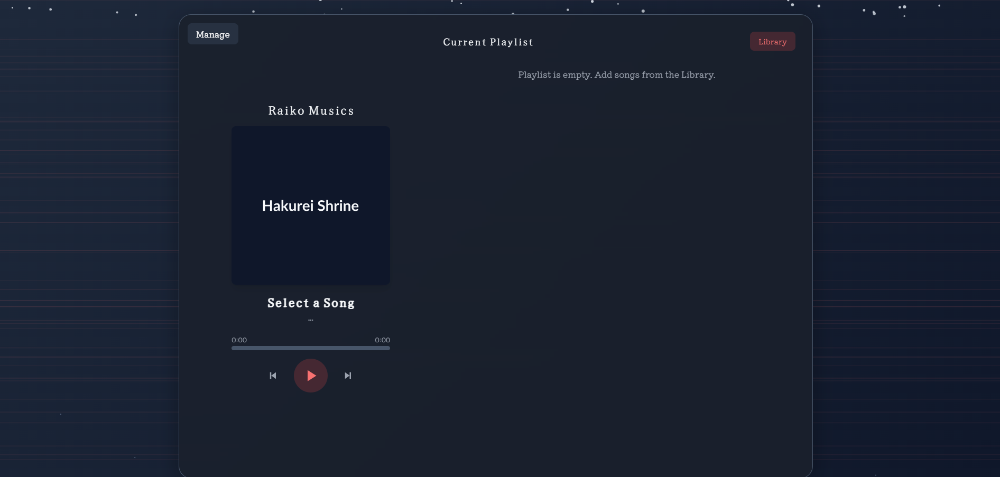 Manage
Current Playlist
Library
Playlist is empty. Add songs from the Library.
Raiko Musics
Hakurei Shrine
Select a Song
...
0:00
0:00